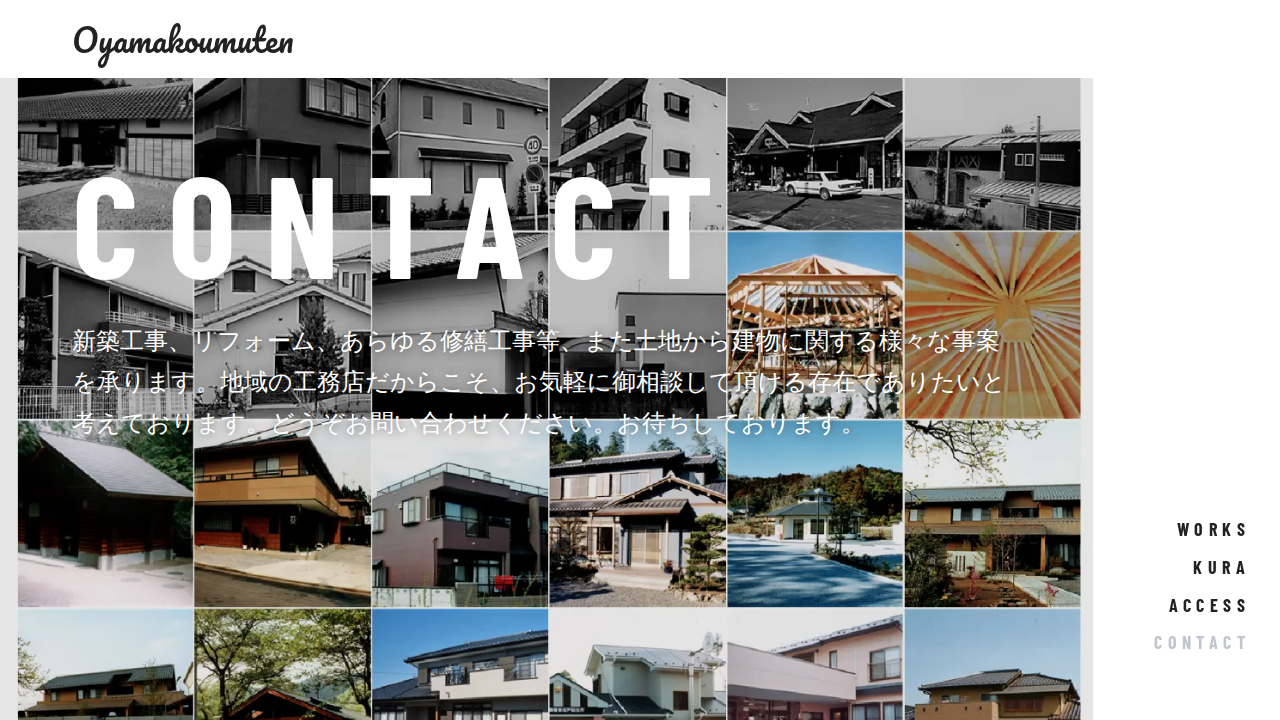 Oyamakoumuten
40
CONTACT
新築工事、リフォーム、あらゆる修繕工事等、また土地から建物に関する様々な事案
を承ります。地域の工務店だからこそ、お気軽に御相談して頂ける存在でありたいと
考えております。どうぞお問い合わせください。お待ちしております。
WORKS
KURA
ACCESS
CONTACT